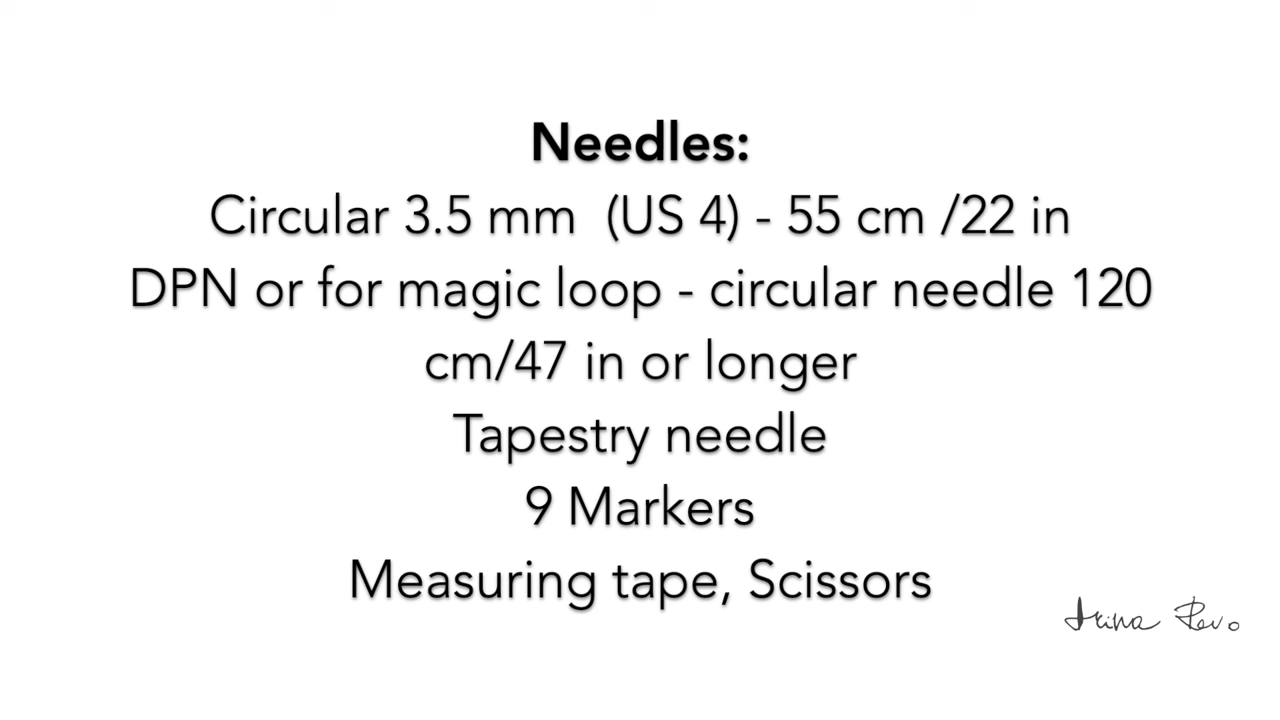 Needles:
Circular 3.5 mm (US 4) - 55 cm /22 in
DPN or for magic loop - circular needle 120
cm/47 in or longer
Tapestry needle
9 Markers
Measuring tape, Scissors
Irina